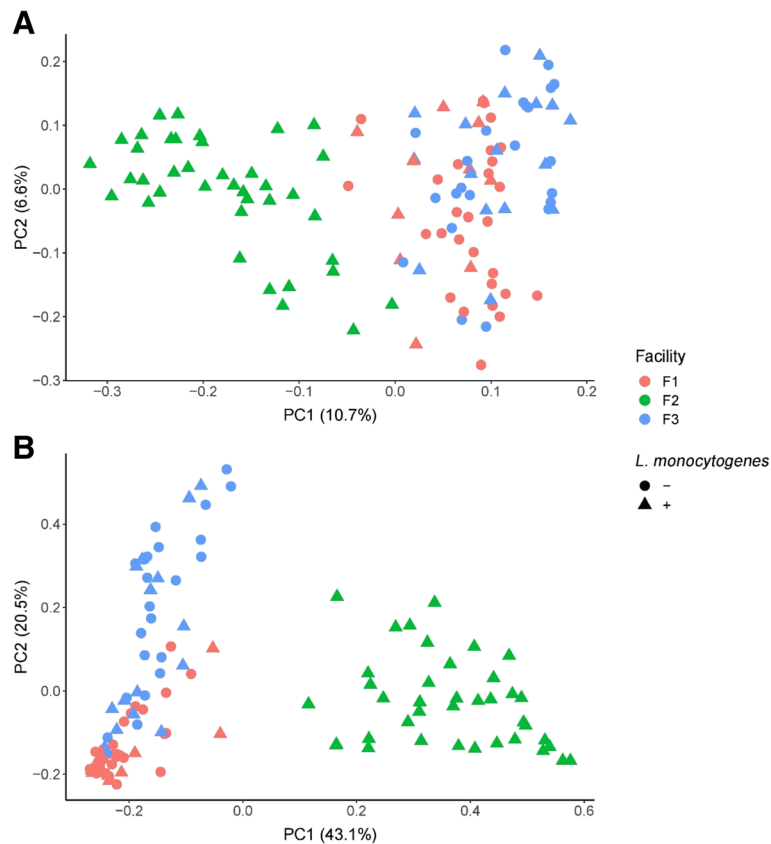 A
0.2
0.1
0.0
−0.1
−0.2
−0.3
PC2 (6.6%)
−0.3 −0.2 −0.1 0.0 0.1 0.2
PC1 (10.7%)
Facility
F1
F2
F3
L. monocytogenes
−
+
B
0.4
0.2
0.0
−0.2
PC2 (20.5%)
−0.2 0.0 0.2 0.4 0.6
PC1 (43.1%)